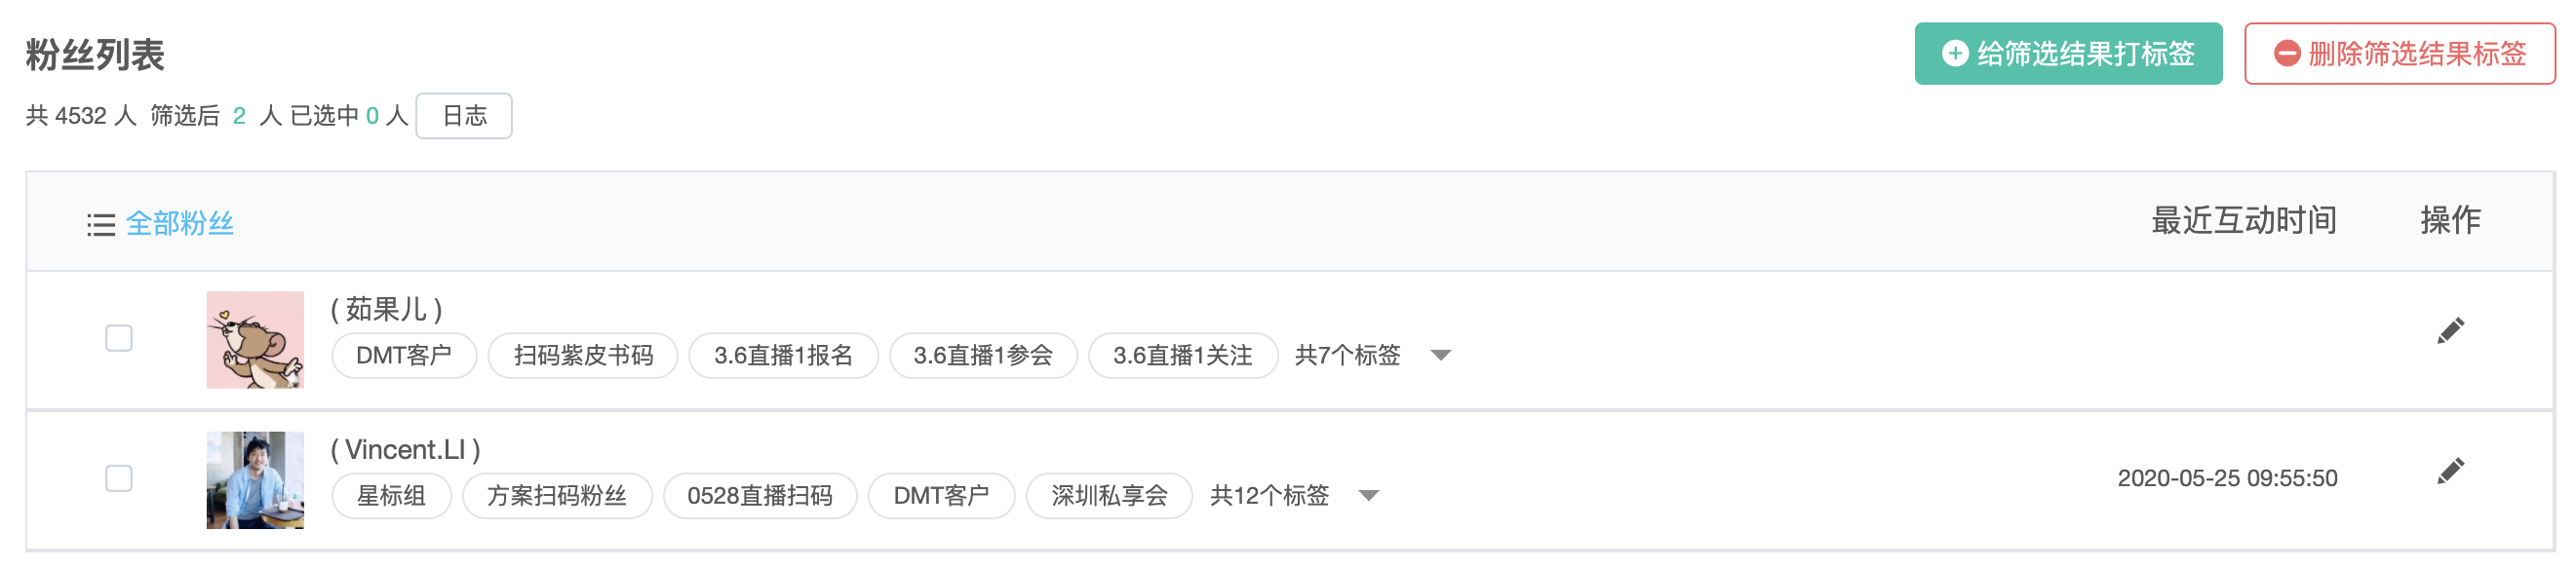 粉丝列表
给筛选结果打标签
删除筛选结果标签
共 4532 人 筛选后 2 人 已选中 0 人 日志
全部粉丝 最近互动时间 操作
( 茹果儿 )
DMT客户 扫码紫皮书码 3.6直播1报名 3.6直播1参会 3.6直播1关注 共7个标签
( Vincent.LI )
星标组 方案扫码粉丝 0528直播扫码 DMT客户 深圳私享会 共12个标签
2020-05-25 09:55:50